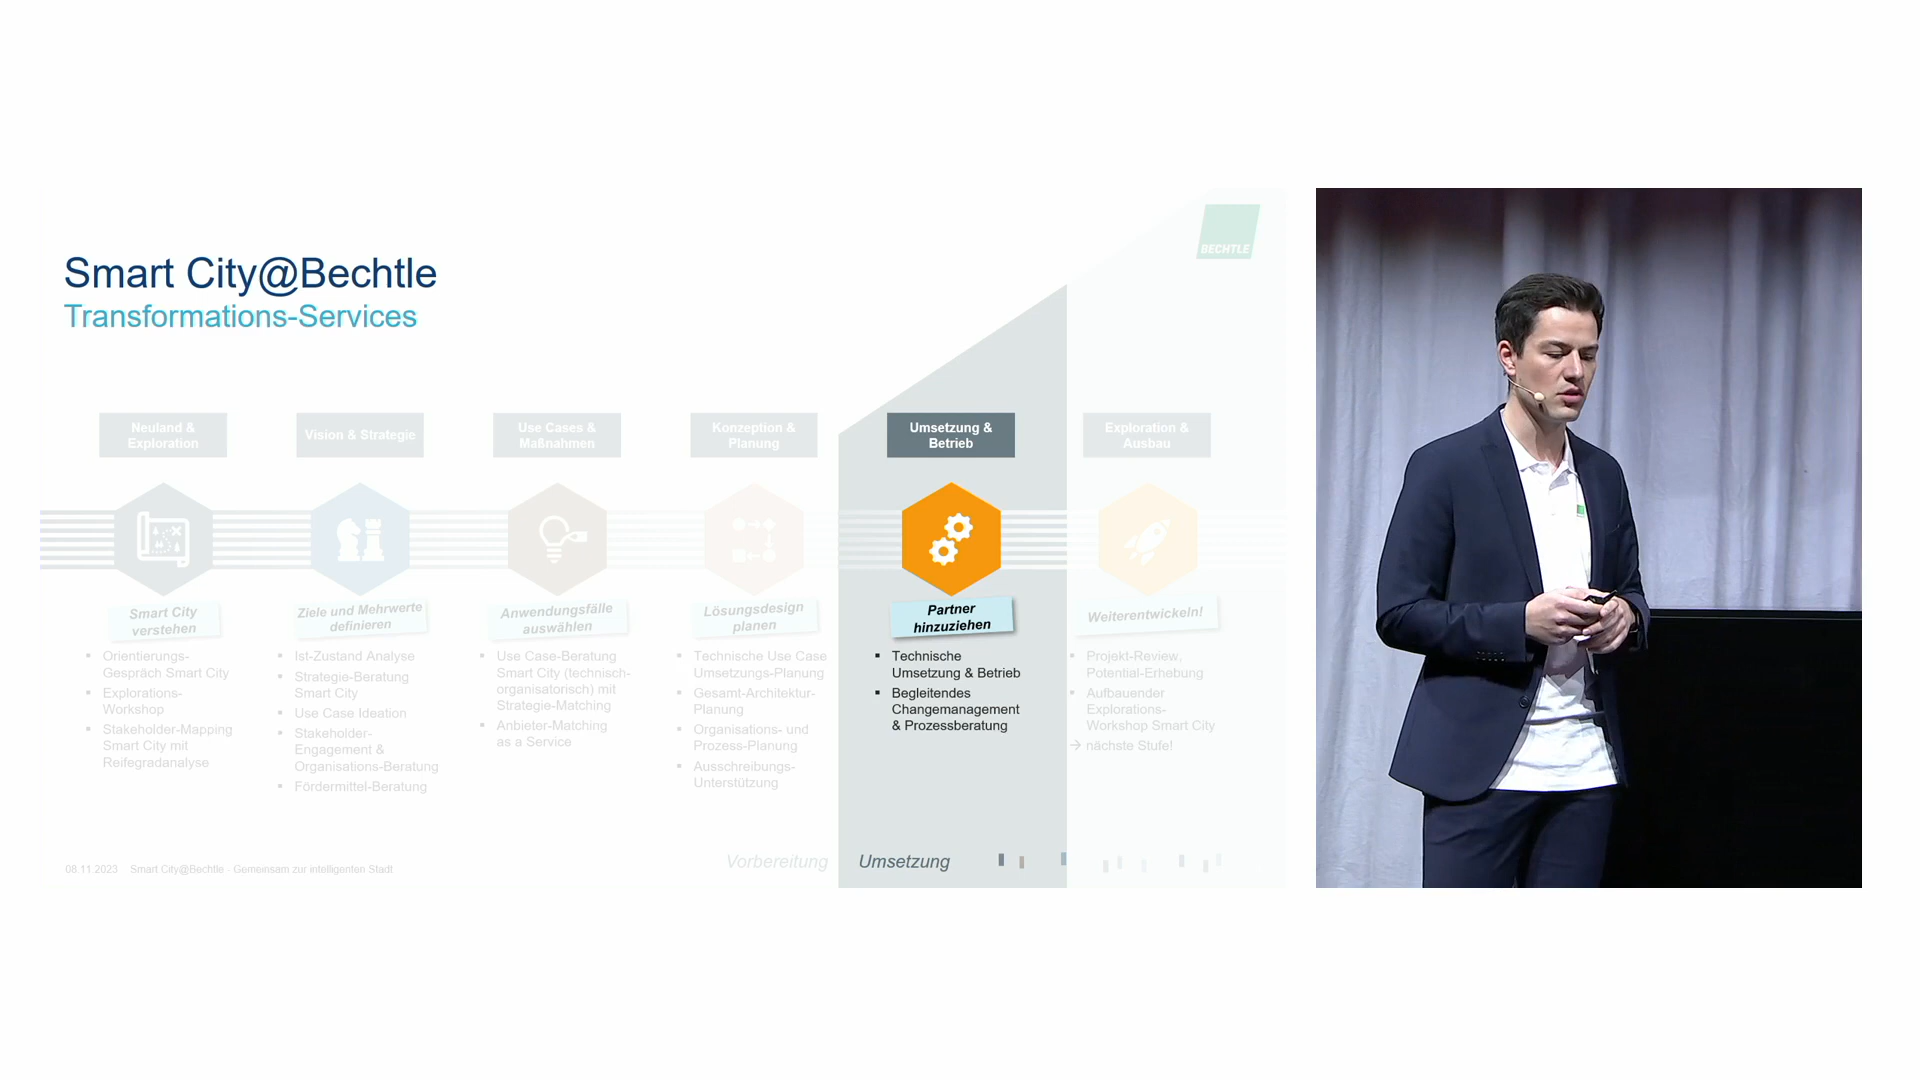 BECHTLE
Smart City@Bechtle
Transformations-Services
Neuland &
Exploration
Vision & Strategie
Use Cases &
Maßnahmen
Konzeption &
Planung
Umsetzung &
Betrieb
Exploration &
Ausbau
Smart City
verstehen
Ziele und Mehrwerte
definieren
Anwendungsfälle
auswählen
Lösungsdesign
planen
Partner
hinzuziehen
Weiterentwickeln!
▪ Orientierungs-
Gespräch Smart City
▪ Explorations-
Workshop
▪ Stakeholder-Mapping
Smart City mit
Reifegradanalyse
▪ Ist-Zustand Analyse
▪ Strategie-Beratung
Smart City
▪ Use Case Ideation
▪ Stakeholder-
Engagement &
Organisations-Beratung
▪ Fördermittel-Beratung
▪ Use Case-Beratung
Smart City (technisch-
organisatorisch) mit
Strategie-Matching
▪ Anbieter-Matching
as a Service
▪ Technische Use Case
Umsetzungs-Planung
▪ Gesamt-Architektur-
Planung
▪ Organisations- und
Prozess-Planung
▪ Ausschreibungs-
Unterstützung
▪ Technische
Umsetzung & Betrieb
▪ Begleitendes
Changemanagement
& Prozessberatung
▪ Projekt-Review,
Potential-Erhebung
▪ Aufbauender
Explorations-
Workshop Smart City
→ nächste Stufe!
Vorbereitung
Umsetzung
08.11.2023 Smart City@Bechtle - Gemeinsam zur intelligenten Stadt